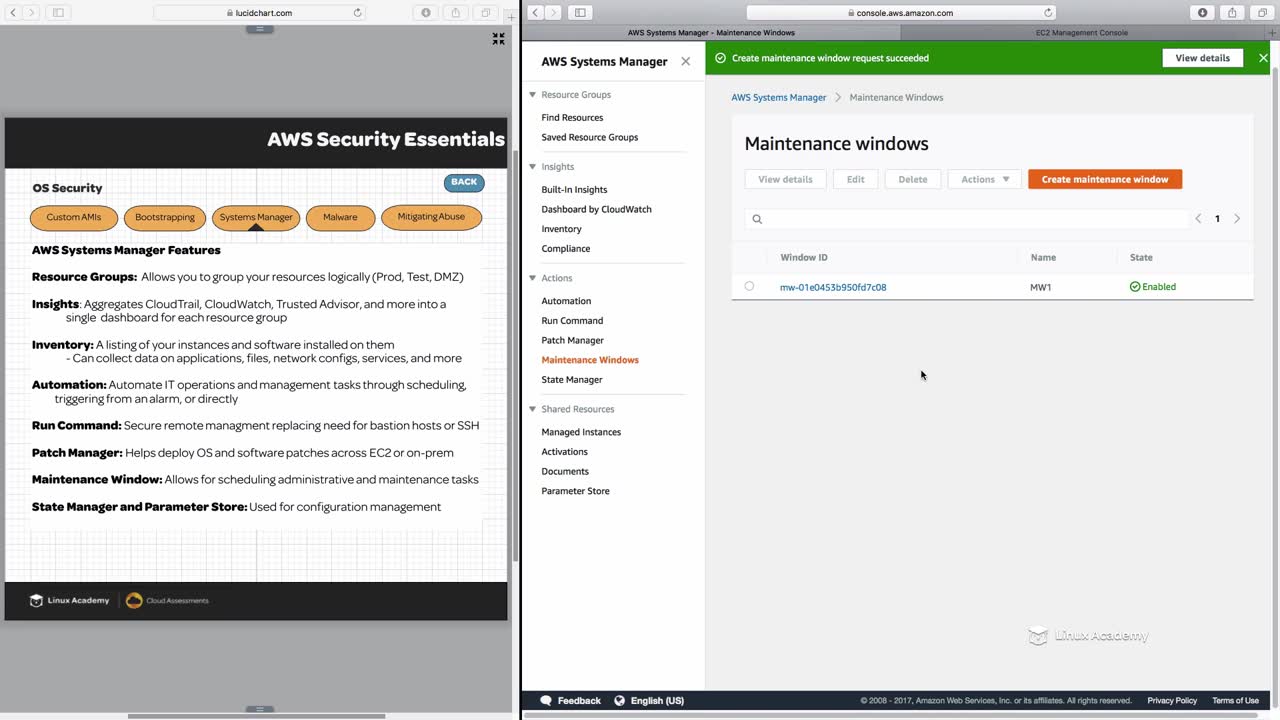 lucidchart.com
AWS Security Essentials
OS Security
BACK
Custom AMIs
Bootstrapping
Systems Manager
Malware
Mitigating Abuse
AWS Systems Manager Features
Resource Groups: Allows you to group your resources logically (Prod, Test, DMZ)
Insights: Aggregates CloudTrail, CloudWatch, Trusted Advisor, and more into a
single dashboard for each resource group
Inventory: A listing of your instances and software installed on them
- Can collect data on applications, files, network configs, services, and more
Automation: Automate IT operations and management tasks through scheduling,
triggering from an alarm, or directly
Run Command: Secure remote managment replacing need for bastion hosts or SSH
Patch Manager: Helps deploy OS and software patches across EC2 or on-prem
Maintenance Window: Allows for scheduling administrative and maintenance tasks
State Manager and Parameter Store: Used for configuration management
Linux Academy
Cloud Assessments
console.aws.amazon.com
AWS Systems Manager - Maintenance Windows
EC2 Management Console
AWS Systems Manager
Resource Groups
Find Resources
Saved Resource Groups
Insights
Built-In Insights
Dashboard by CloudWatch
Inventory
Compliance
Actions
Automation
Run Command
Patch Manager
Maintenance Windows
State Manager
Shared Resources
Managed Instances
Activations
Documents
Parameter Store
Create maintenance window request succeeded
View details
AWS Systems Manager
Maintenance Windows
Maintenance windows
View details
Edit
Delete
Actions
Create maintenance window
1
Window ID
Name
State
mw-01e0453b950fd7c08
MW1
Enabled
Linux Academy
Feedback
English (US)
© 2008 - 2017, Amazon Web Services, Inc. or its affiliates. All rights reserved.
Privacy Policy
Terms of Use